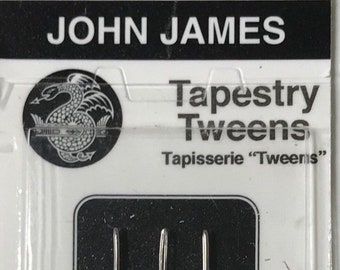 JOHN JAMES
Tapestry
Tweens
Tapisserie "Tweens"